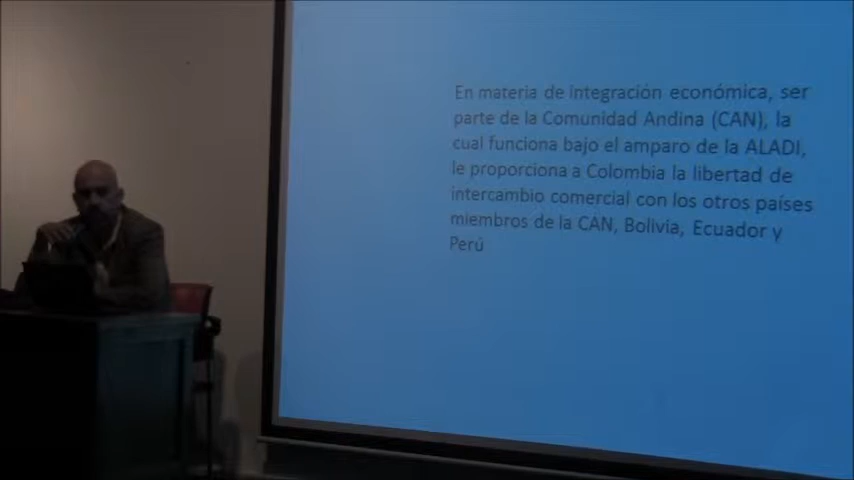 En materia de integración económica, ser
parte de la Comunidad Andina (CAN), la
cual funciona bajo el amparo de la ALADI,
le proporciona a Colombia la libertad de
intercambio comercial con los otros países
miembros de la CAN, Bolivia, Ecuador y
Perú